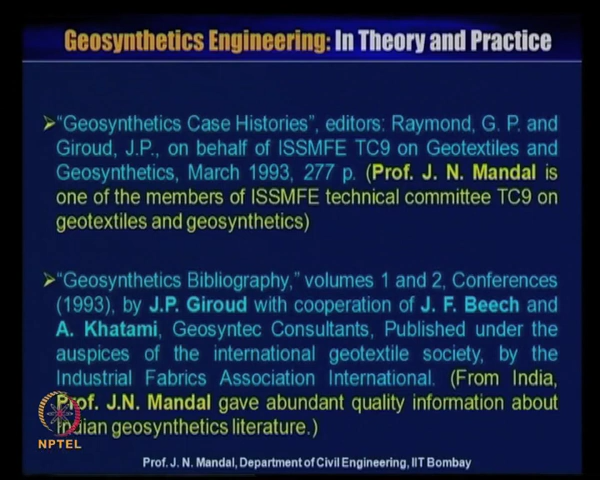 Geosynthetics Engineering: In Theory and Practice
➢"Geosynthetics Case Histories", editors: Raymond, G. P. and
Giroud, J.P., on behalf of ISSMFE TC9 on Geotextiles and
Geosynthetics, March 1993, 277 p. (Prof. J. N. Mandal is
one of the members of ISSMFE technical committee TC9 on
geotextiles and geosynthetics)
➢"Geosynthetics Bibliography," volumes 1 and 2, Conferences
(1993), by J.P. Giroud with cooperation of J. F. Beech and
A. Khatami, Geosyntec Consultants, Published under the
auspices of the international geotextile society, by the
Industrial Fabrics Association International. (From India,
Prof. J.N. Mandal gave abundant quality information about
Indian geosynthetics literature.)
NPTEL
Prof. J. N. Mandal, Department of Civil Engineering, IIT Bombay